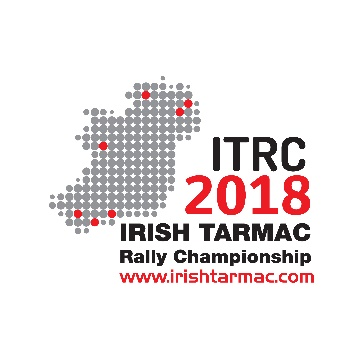 ITRC
2018
IRISH TARMAC
Rally Championship
www.irishtarmac.com